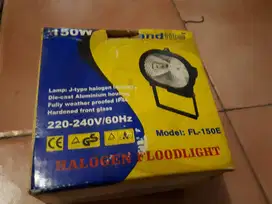 150W
Lamp: J-type halogen
Die-cast Aluminium housing
Fully weather proofed
Hardened front glass
220-240V/60Hz
Model: FL-150E
HALOGEN FLOODLIGHT